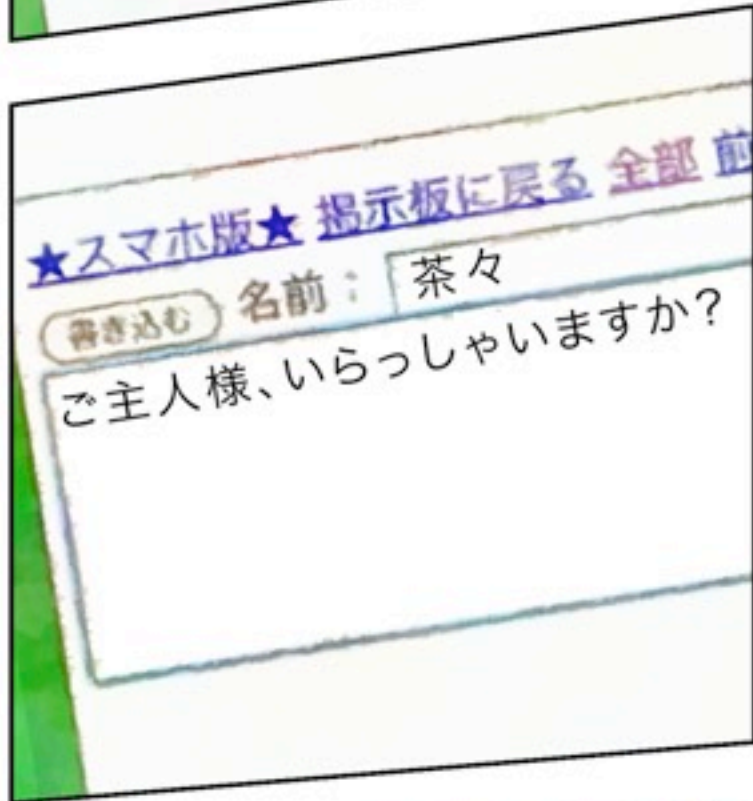 ★スマホ版★ 掲示板に戻る 全部 前
書き込む 名前： 茶々
ご主人様、いらっしゃいますか？